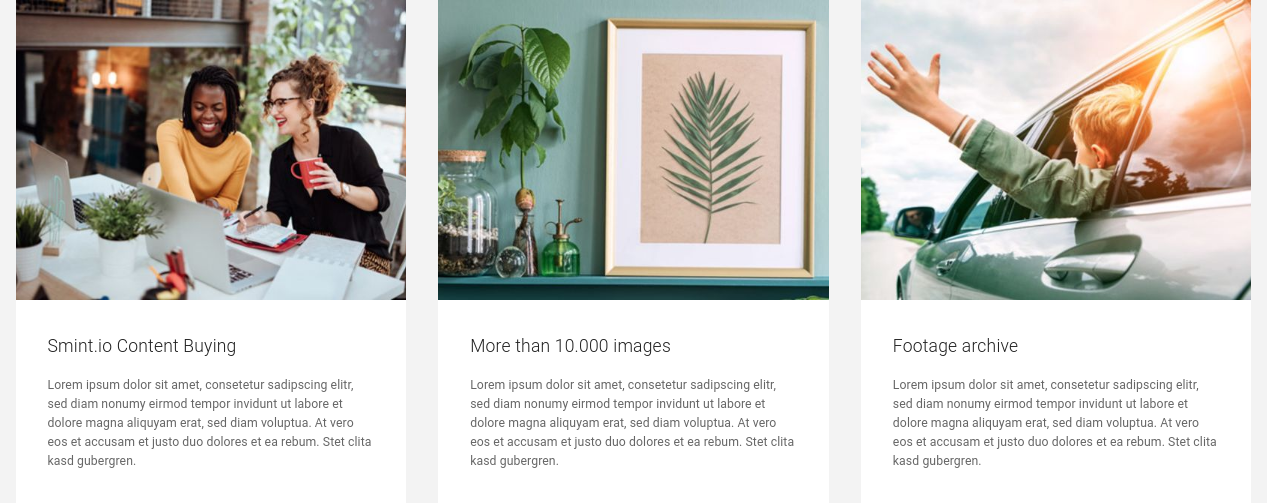 Smint.io Content Buying
Lorem ipsum dolor sit amet, consetetur sadipscing elitr,
sed diam nonumy eirmod tempor invidunt ut labore et
dolore magna aliquyam erat, sed diam voluptua. At vero
eos et accusam et justo duo dolores et ea rebum. Stet clita
kasd gubergren.
More than 10.000 images
Lorem ipsum dolor sit amet, consetetur sadipscing elitr,
sed diam nonumy eirmod tempor invidunt ut labore et
dolore magna aliquyam erat, sed diam voluptua. At vero
eos et accusam et justo duo dolores et ea rebum. Stet clita
kasd gubergren.
Footage archive
Lorem ipsum dolor sit amet, consetetur sadipscing elitr,
sed diam nonumy eirmod tempor invidunt ut labore et
dolore magna aliquyam erat, sed diam voluptua. At vero
eos et accusam et justo duo dolores et ea rebum. Stet clita
kasd gubergren.